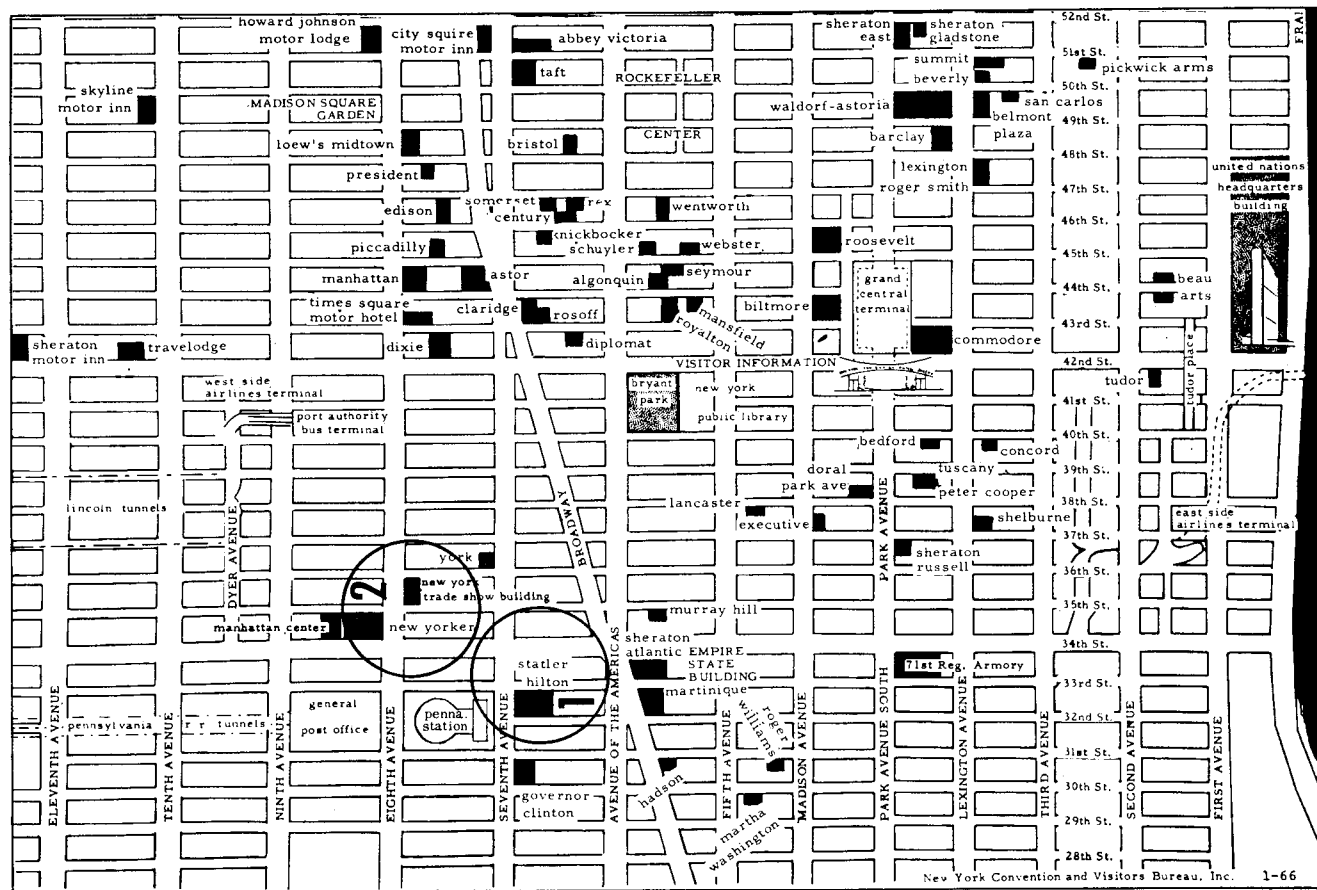 howard johnson
motor lodge
city squire
motor inn
abbey victoria
sheraton
east
sheraton
gladstone
52nd St.
FRA
taft
ROCKEFELLER
summit
beverly
51st St.
pickwick arms
50th St.
skyline
motor inn
MADISON SQUARE
GARDEN
waldorf-astoria
san carlos
belmont
plaza
49th St.
loew's midtown
bristol
CENTER
barclay
48th St.
president
lexington
roger smith
47th St.
united nations
headquarters
building
edison
somerset
rex
century
wentworth
46th St.
piccadilly
knickbocker
schuyler
webster
roosevelt
45th St.
manhattan
astor
algonquin
seymour
grand
central
terminal
beau
arts
44th St.
times square
motor hotel
claridge
rosoff
royalton
mansfield
biltmore
43rd St.
sheraton
motor inn
travelodge
dixie
diplomat
commodore
VISITOR INFORMATION
42nd St.
west side
airlines terminal
bryant
park
new york
public library
tudor
tudor place
41st St.
port authority
bus terminal
40th St.
bedford
concord
39th St.
doral
park ave
tuscany
peter cooper
38th St.
lincoln tunnels
DYER AVENUE
BROADWAY
lancaster
executive
PARK AVENUE
shelburne
east side
airlines terminal
37th St.
york
sheraton
russell
36th St.
2
new york
trade show building
35th St.
manhattan center
new yorker
murray hill
34th St.
statler
hilton
1
sheraton
atlantic
EMPIRE
STATE
BUILDING
martinique
71st Reg. Armory
33rd St.
general
post office
penna.
station
32nd St.
pennsylvania r r tunnels
roger
williams
31st St.
governor
clinton
hadson
30th St.
martha
washington
29th St.
28th St.
ELEVENTH AVENUE
TENTH AVENUE
NINTH AVENUE
EIGHTH AVENUE
SEVENTH AVENUE
AVENUE OF THE AMERICAS
FIFTH AVENUE
MADISON AVENUE
PARK AVENUE SOUTH
LEXINGTON AVENUE
THIRD AVENUE
SECOND AVENUE
FIRST AVENUE
New York Convention and Visitors Bureau, Inc. 1-66